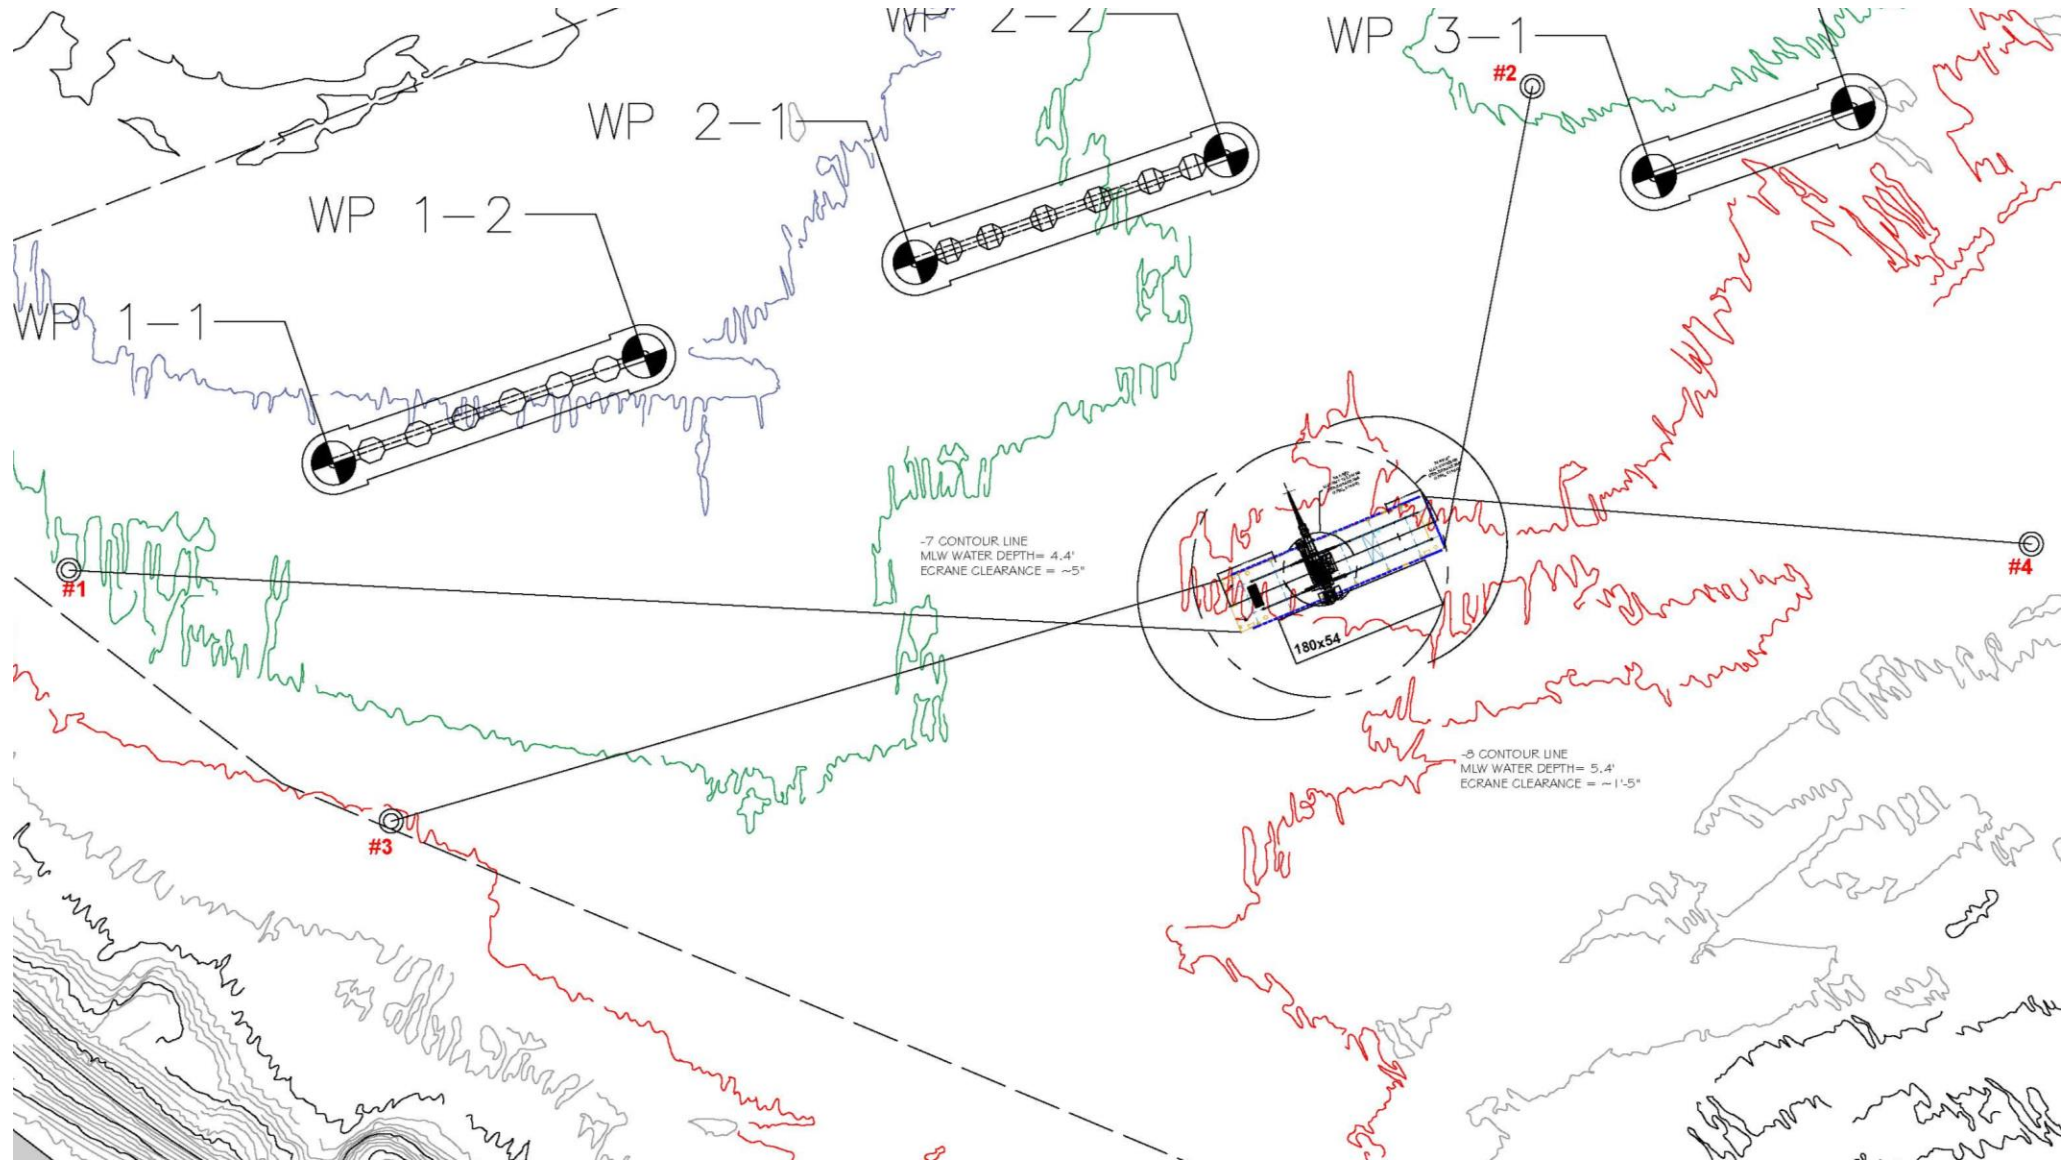 WP 2-2
WP 3-1
#2
WP 2-1
WP 1-2
WP 1-1
-7 CONTOUR LINE
MLW WATER DEPTH= 4.4'
ECRANE CLEARANCE = ~5"
#1
#4
180x54
-8 CONTOUR LINE
MLW WATER DEPTH= 5.4'
ECRANE CLEARANCE = ~1'-5"
#3